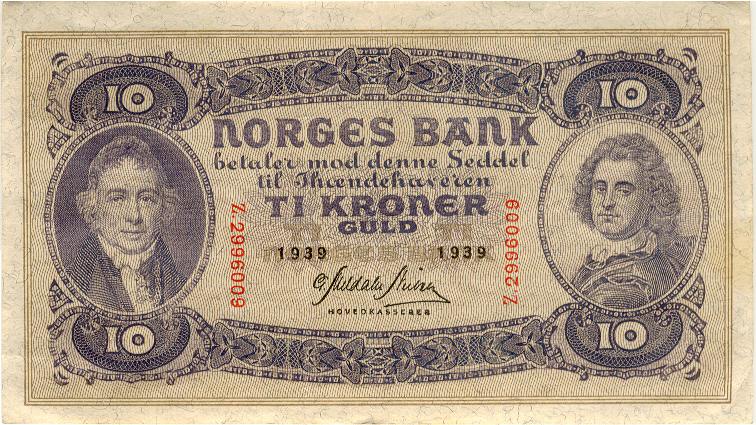 10 10
NORGES BANK
betaler mod denne Seddel
til Ihændehaveren
TI KRONER
GULD
1939 1939
Z.2996009
Z.2996009
HOVEDKASSERER
10 10